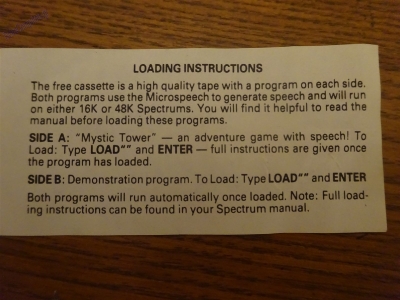 LOADING INSTRUCTIONS
The free cassette is a high quality tape with a program on each side.
Both programs use the Microspeech to generate speech and will run
on either 16K or 48K Spectrums. You will find it helpful to read the
manual before loading these programs.
SIDE A: “Mystic Tower” — an adventure game with speech! To
Load: Type LOAD"" and ENTER — full instructions are given once
the program has loaded.
SIDE B: Demonstration program. To Load: Type LOAD"" and ENTER
Both programs will run automatically once loaded. Note: Full load-
ing instructions can be found in your Spectrum manual.